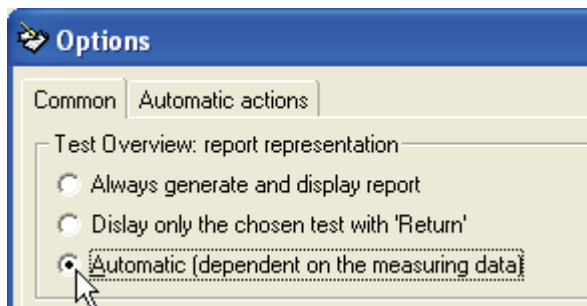 Options
Common Automatic actions
Test Overview: report representation
Always generate and display report
Dislay only the chosen test with 'Return'
Automatic (dependent on the measuring data)